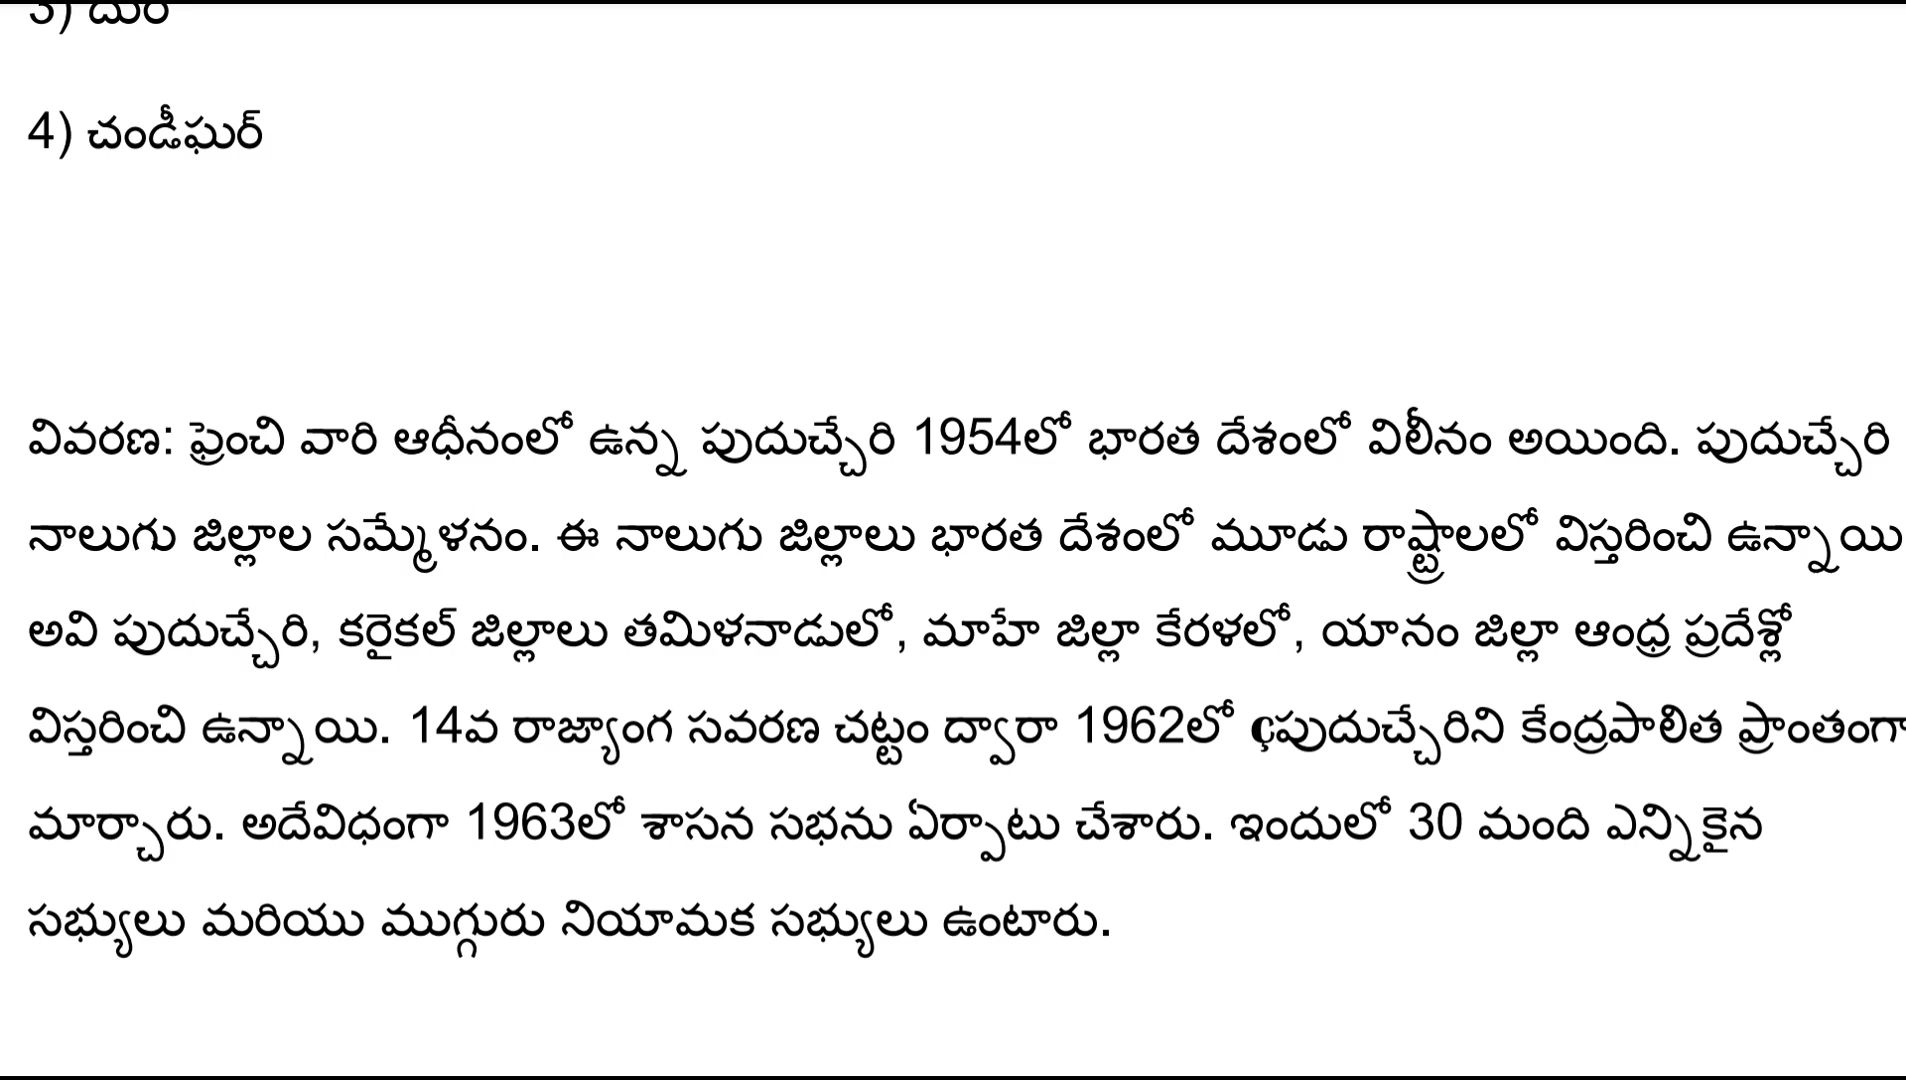 3)
4) చండీఘర్
వివరణ: ఫ్రెంచి వారి ఆధీనంలో ఉన్న పుదుచ్చేరి 1954లో భారత దేశంలో విలీనం అయింది. పుదుచ్చేరి
నాలుగు జిల్లాల సమ్మేళనం. ఈ నాలుగు జిల్లాలు భారత దేశంలో మూడు రాష్ట్రాలలో విస్తరించి ఉన్నాయి
అవి పుదుచ్చేరి, కరైకల్ జిల్లాలు తమిళనాడులో, మాహే జిల్లా కేరళలో, యానం జిల్లా ఆంధ్ర ప్రదేశ్లో
విస్తరించి ఉన్నాయి. 14వ రాజ్యాంగ సవరణ చట్టం ద్వారా 1962లో çపుదుచ్చేరిని కేంద్రపాలిత ప్రాంతంగా
మార్చారు. అదేవిధంగా 1963లో శాసన సభను ఏర్పాటు చేశారు. ఇందులో 30 మంది ఎన్నికైన
సభ్యులు మరియు ముగ్గురు నియామక సభ్యులు ఉంటారు.